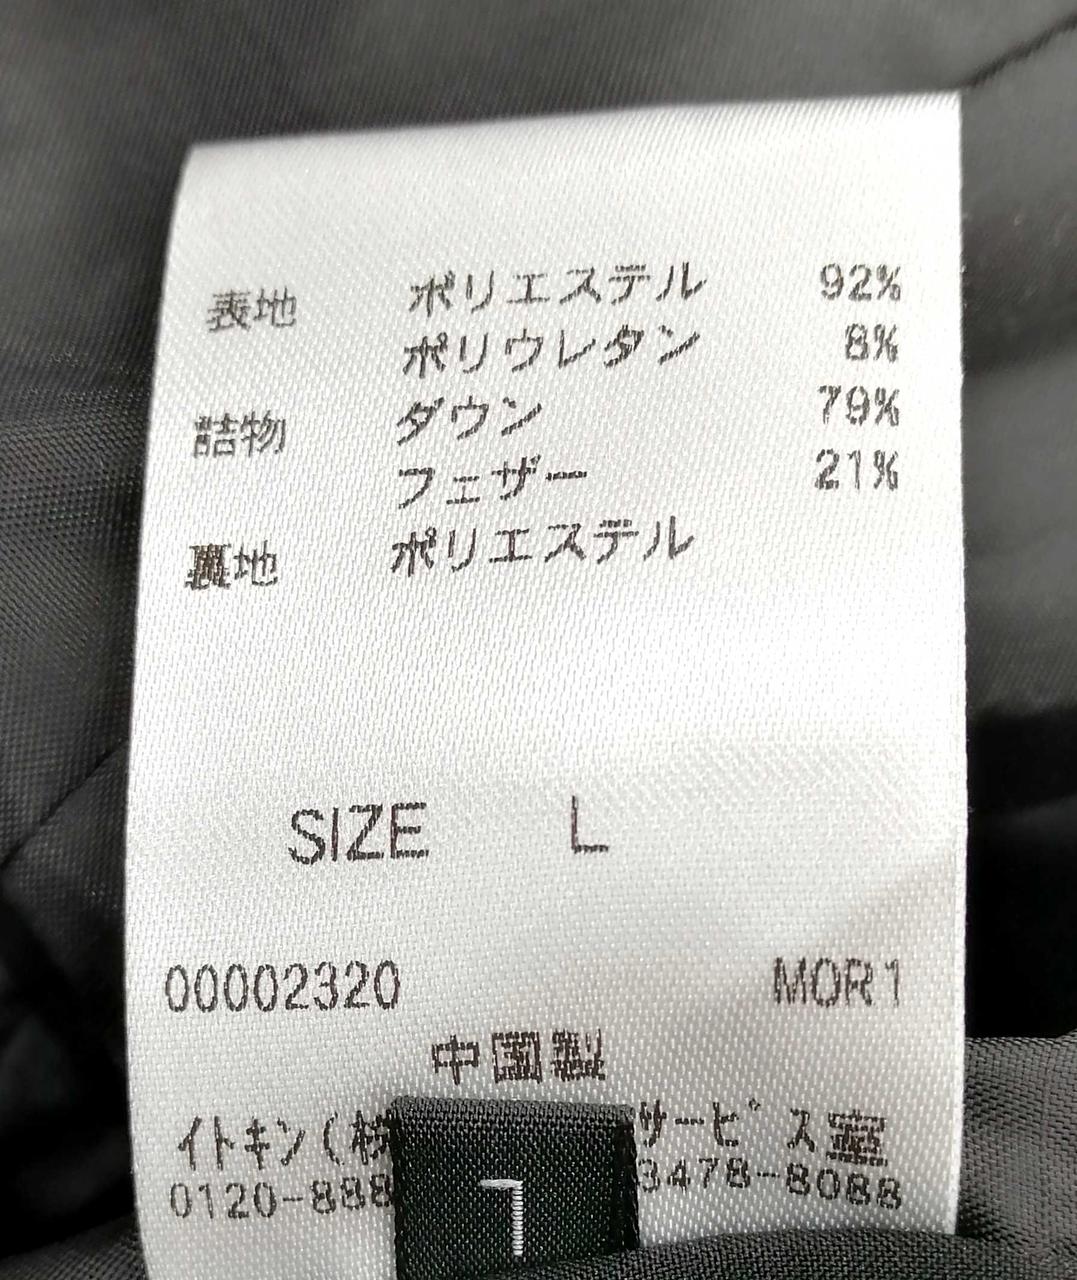 表地 ポリエステル 92%
ポリウレタン 8%
詰物 ダウン 79%
フェザー 21%
裏地 ポリエステル
SIZE L
00002320 MOR1
中国製
イトキン(株 サービス室
0120-888 3478-8088
L